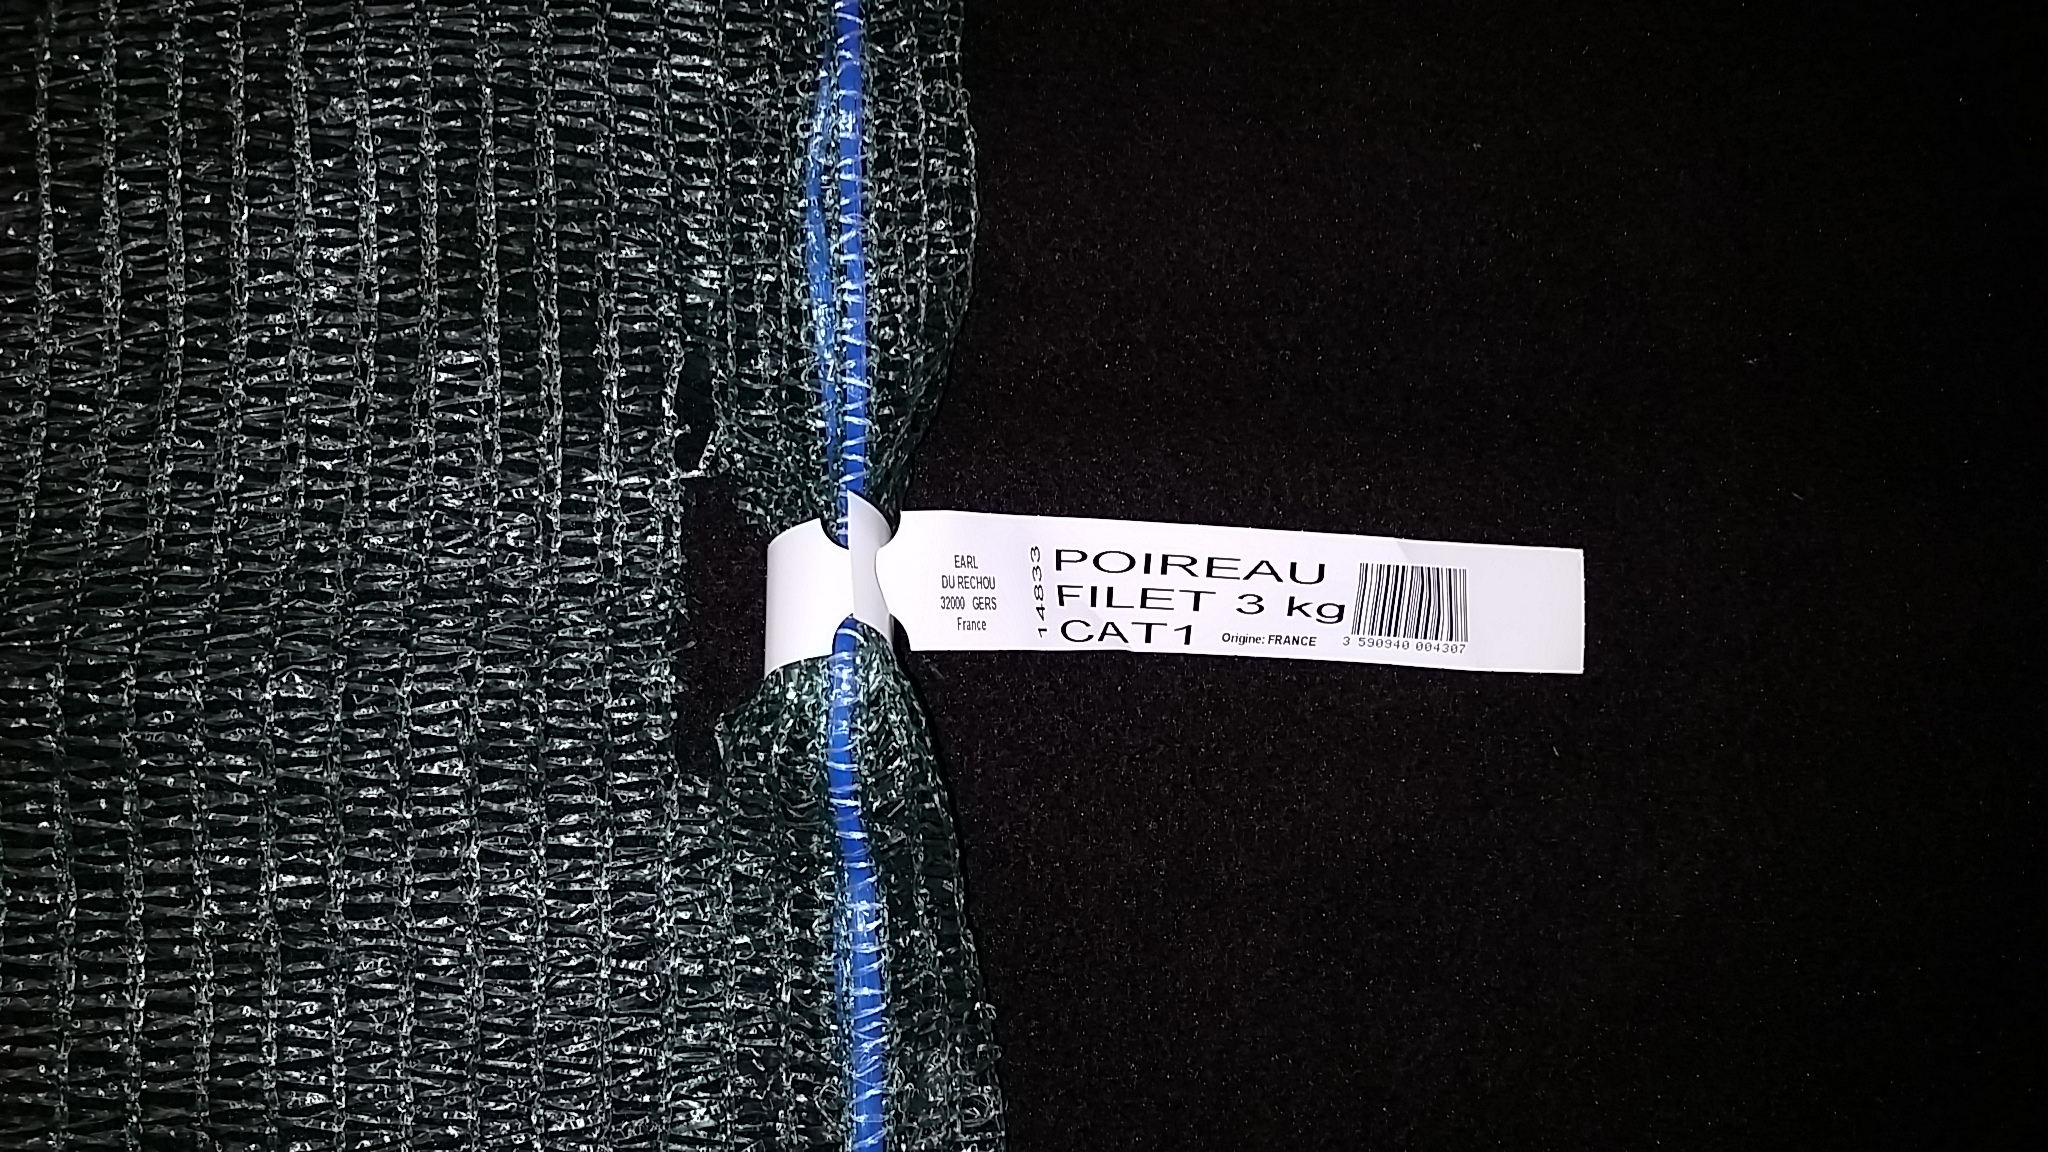 EARL
DU RECHOU
32000 GERS
France
14833
POIREAU
FILET 3 kg
CAT1
Origine: FRANCE
3 590940 004307